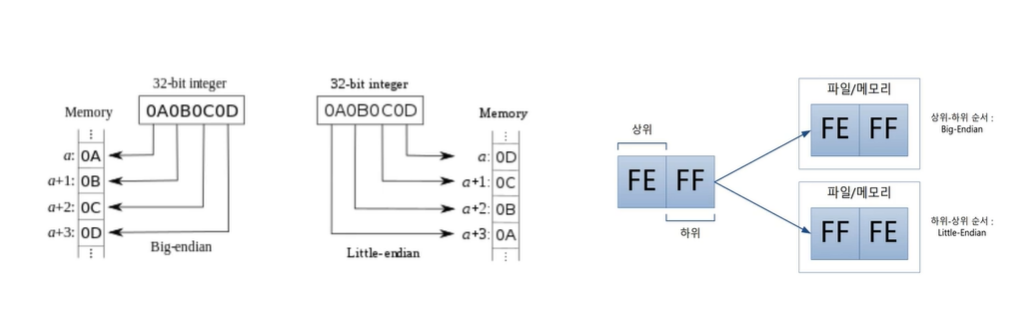 32-bit integer
0A0B0C0D
Memory
⋮
a: 0A
a+1: 0B
a+2: 0C
a+3: 0D
⋮
Big-endian
32-bit integer
0A0B0C0D
Memory
⋮
a: 0D
a+1: 0C
a+2: 0B
a+3: 0A
⋮
Little-endian
상위
FE FF
하위
파일/메모리
FE FF
상위-하위 순서 :
Big-Endian
파일/메모리
FF FE
하위-상위 순서 :
Little-Endian